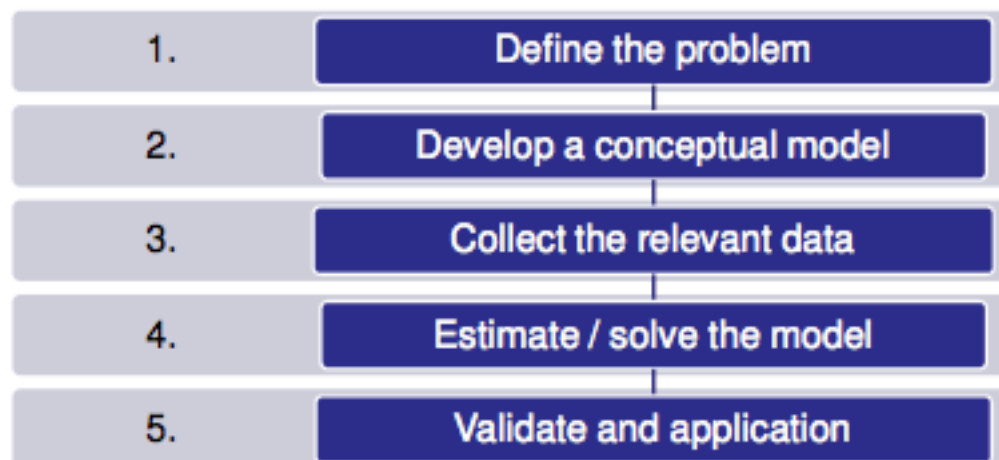 1. Define the problem
2. Develop a conceptual model
3. Collect the relevant data
4. Estimate / solve the model
5. Validate and application